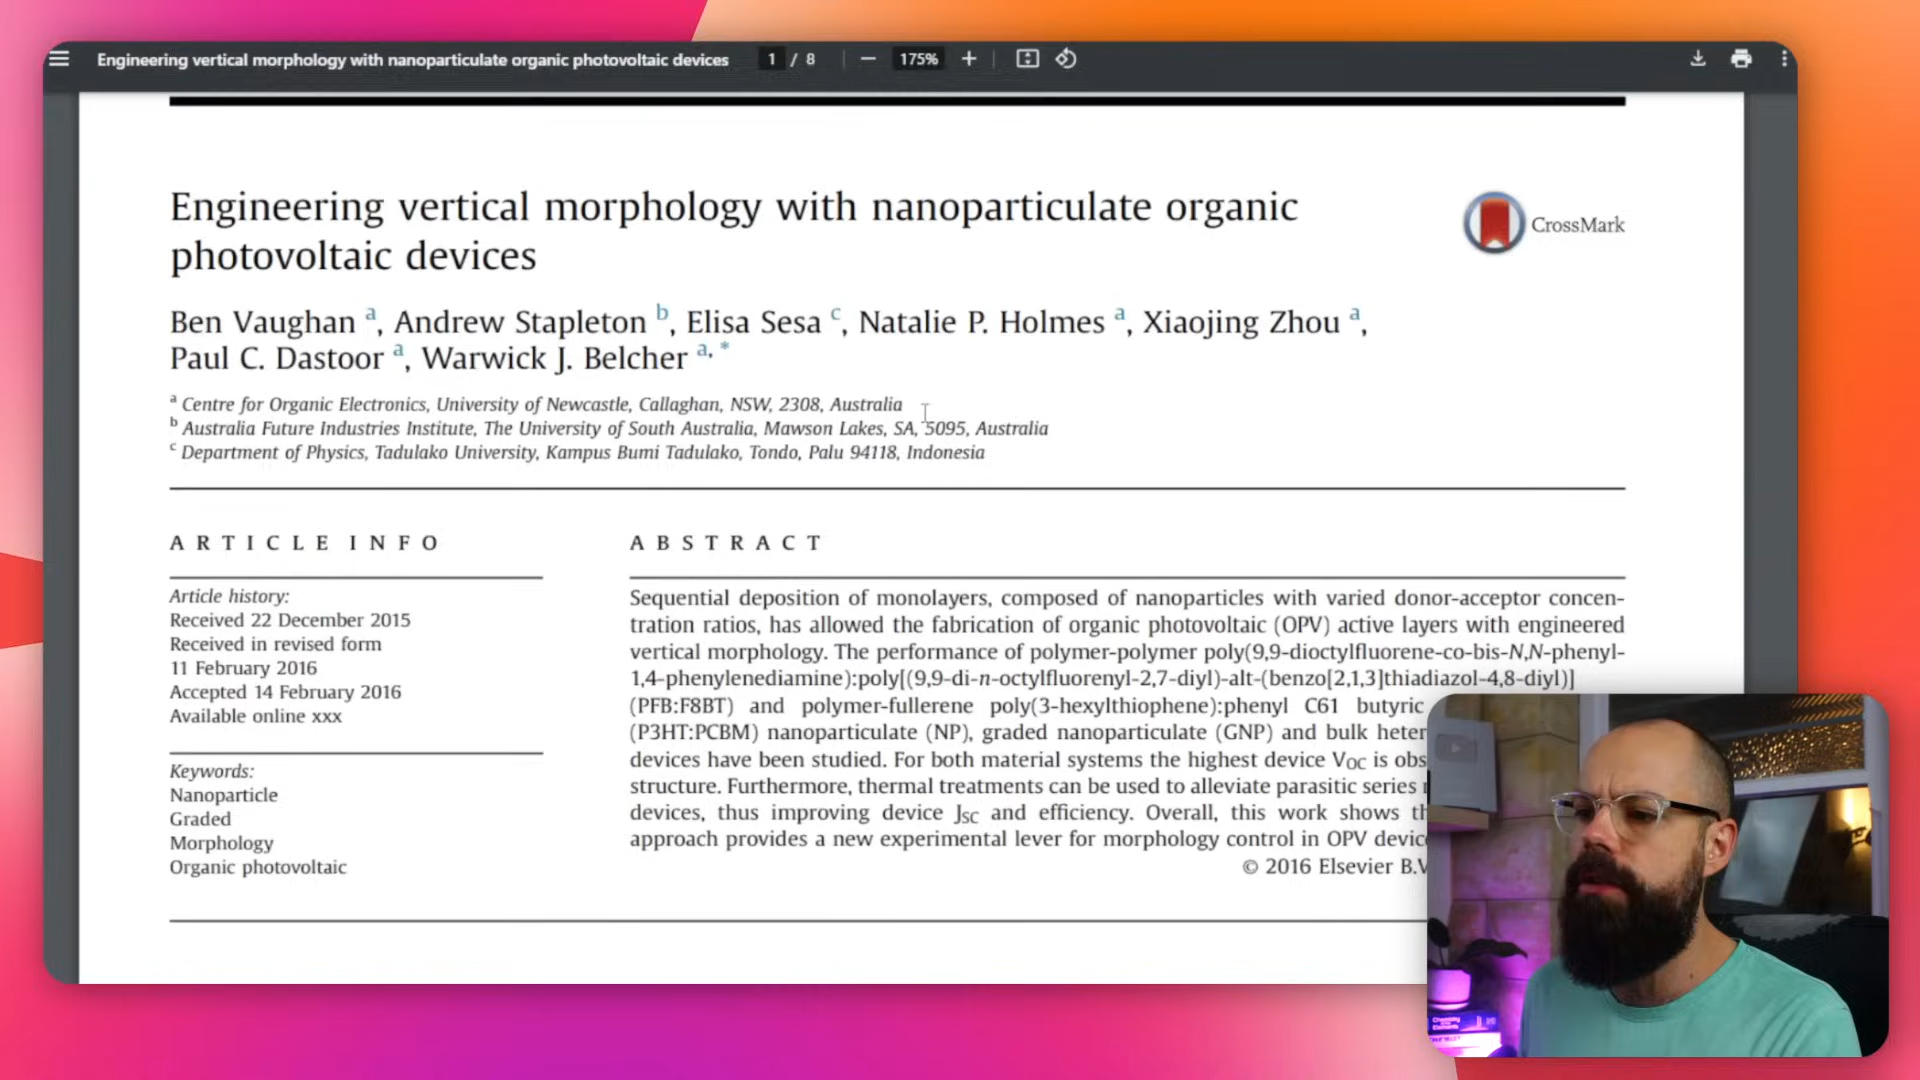 Engineering vertical morphology with nanoparticulate organic photovoltaic devices
1 / 8
175%
Engineering vertical morphology with nanoparticulate organic
photovoltaic devices
CrossMark
Ben Vaughan a, Andrew Stapleton b, Elisa Sesa c, Natalie P. Holmes a, Xiaojing Zhou a,
Paul C. Dastoor a, Warwick J. Belcher a, *
a Centre for Organic Electronics, University of Newcastle, Callaghan, NSW, 2308, Australia
b Australia Future Industries Institute, The University of South Australia, Mawson Lakes, SA, 5095, Australia
c Department of Physics, Tadulako University, Kampus Bumi Tadulako, Tondo, Palu 94118, Indonesia
ARTICLE INFO
Article history:
Received 22 December 2015
Received in revised form
11 February 2016
Accepted 14 February 2016
Available online xxx
Keywords:
Nanoparticle
Graded
Morphology
Organic photovoltaic
ABSTRACT
Sequential deposition of monolayers, composed of nanoparticles with varied donor-acceptor concen-
tration ratios, has allowed the fabrication of organic photovoltaic (OPV) active layers with engineered
vertical morphology. The performance of polymer-polymer poly(9,9-dioctylfluorene-co-bis-N,N-phenyl-
1,4-phenylenediamine):poly[(9,9-di-n-octylfluorenyl-2,7-diyl)-alt-(benzo[2,1,3]thiadiazol-4,8-diyl)]
(PFB:F8BT) and polymer-fullerene poly(3-hexylthiophene):phenyl C61 butyric
(P3HT:PCBM) nanoparticulate (NP), graded nanoparticulate (GNP) and bulk heter
devices have been studied. For both material systems the highest device VOC is obs
structure. Furthermore, thermal treatments can be used to alleviate parasitic series
devices, thus improving device JSC and efficiency. Overall, this work shows th
approach provides a new experimental lever for morphology control in OPV devic
© 2016 Elsevier B.V
Chemistry